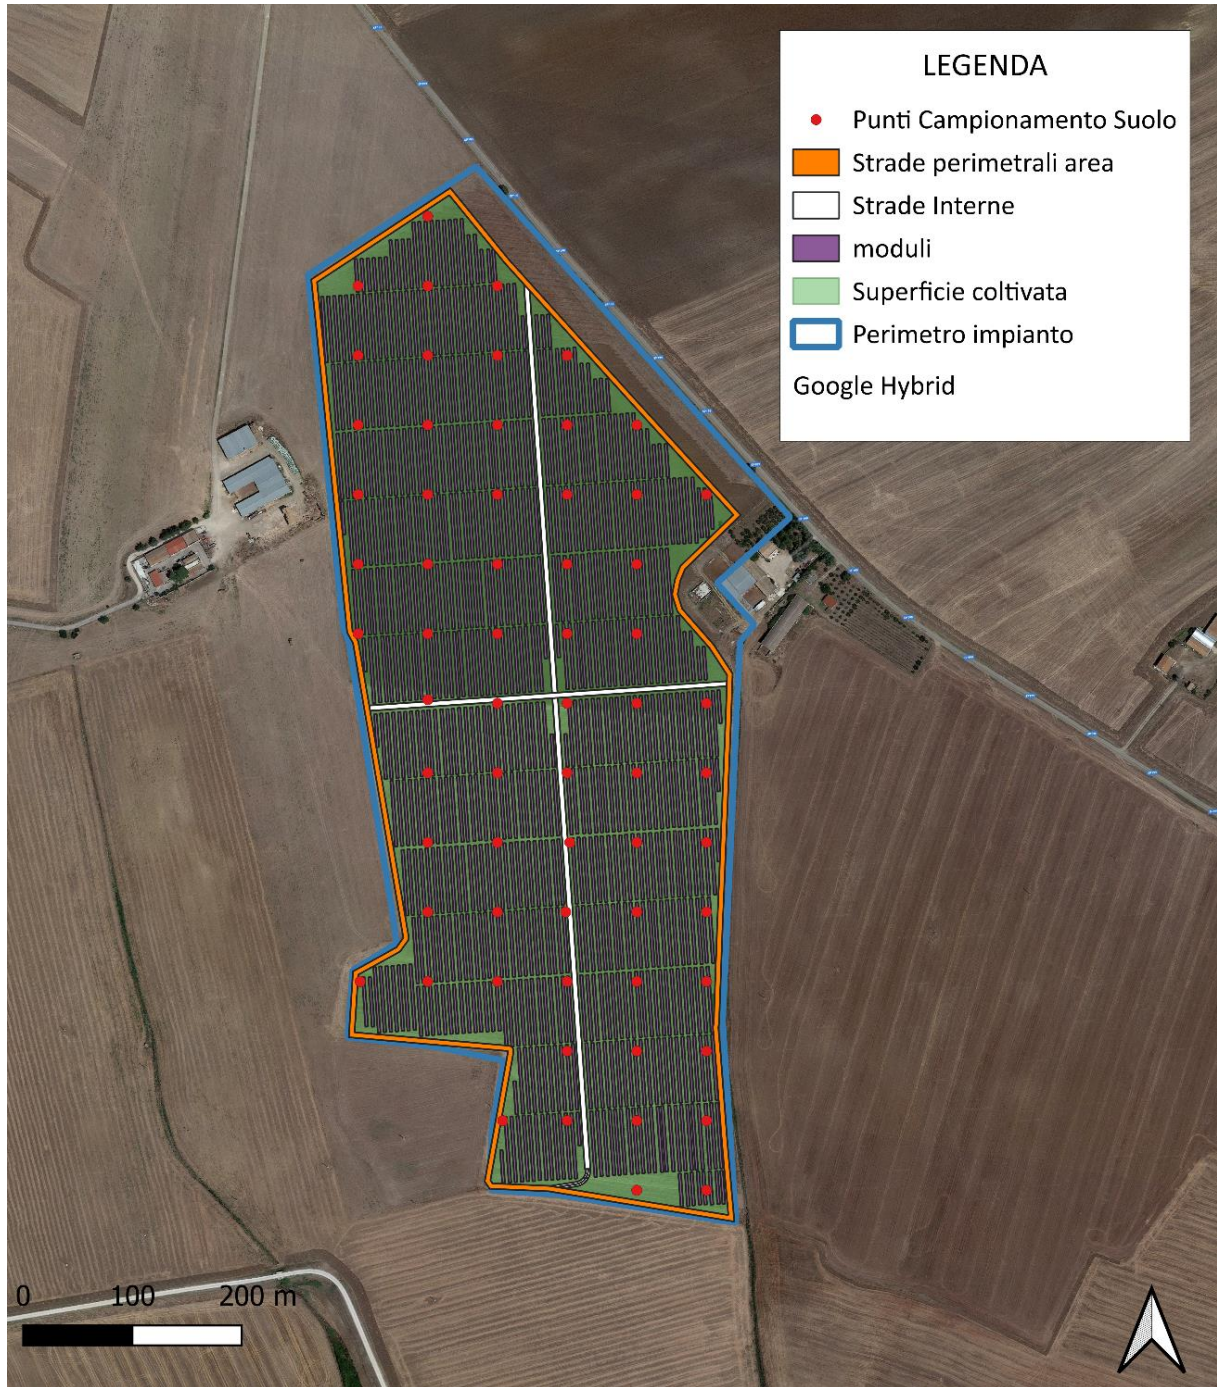 LEGENDA
Punti Campionamento Suolo
Strade perimetrali area
Strade Interne
moduli
Superficie coltivata
Perimetro impianto
Google Hybrid
0 100 200 m